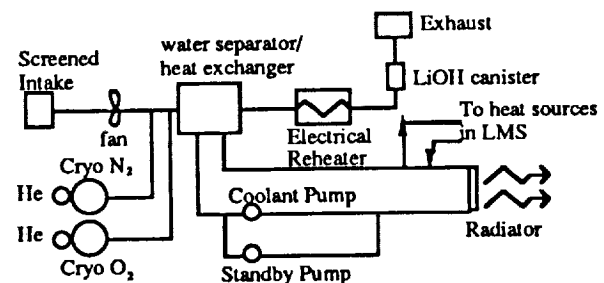 Exhaust
water separator/
heat exchanger
Screened
Intake
LiOH canister
To heat sources
in LMS
fan
Electrical
Reheater
Cryo N₂
He
Coolant Pump
He
Radiator
Cryo O₂
Standby Pump